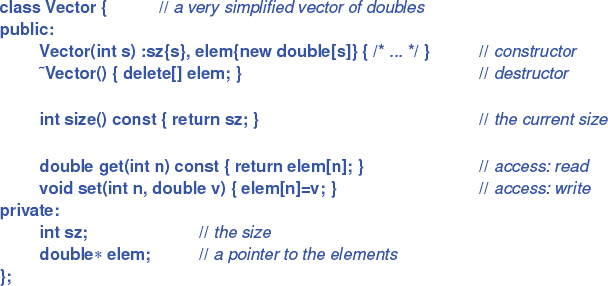 class Vector { // a very simplified vector of doubles
public:
Vector(int s) :sz{s}, elem{new double[s]} { /* ... */ } // constructor
~Vector() { delete[] elem; } // destructor
int size() const { return sz; } // the current size
double get(int n) const { return elem[n]; } // access: read
void set(int n, double v) { elem[n]=v; } // access: write
private:
int sz; // the size
double* elem; // a pointer to the elements
};